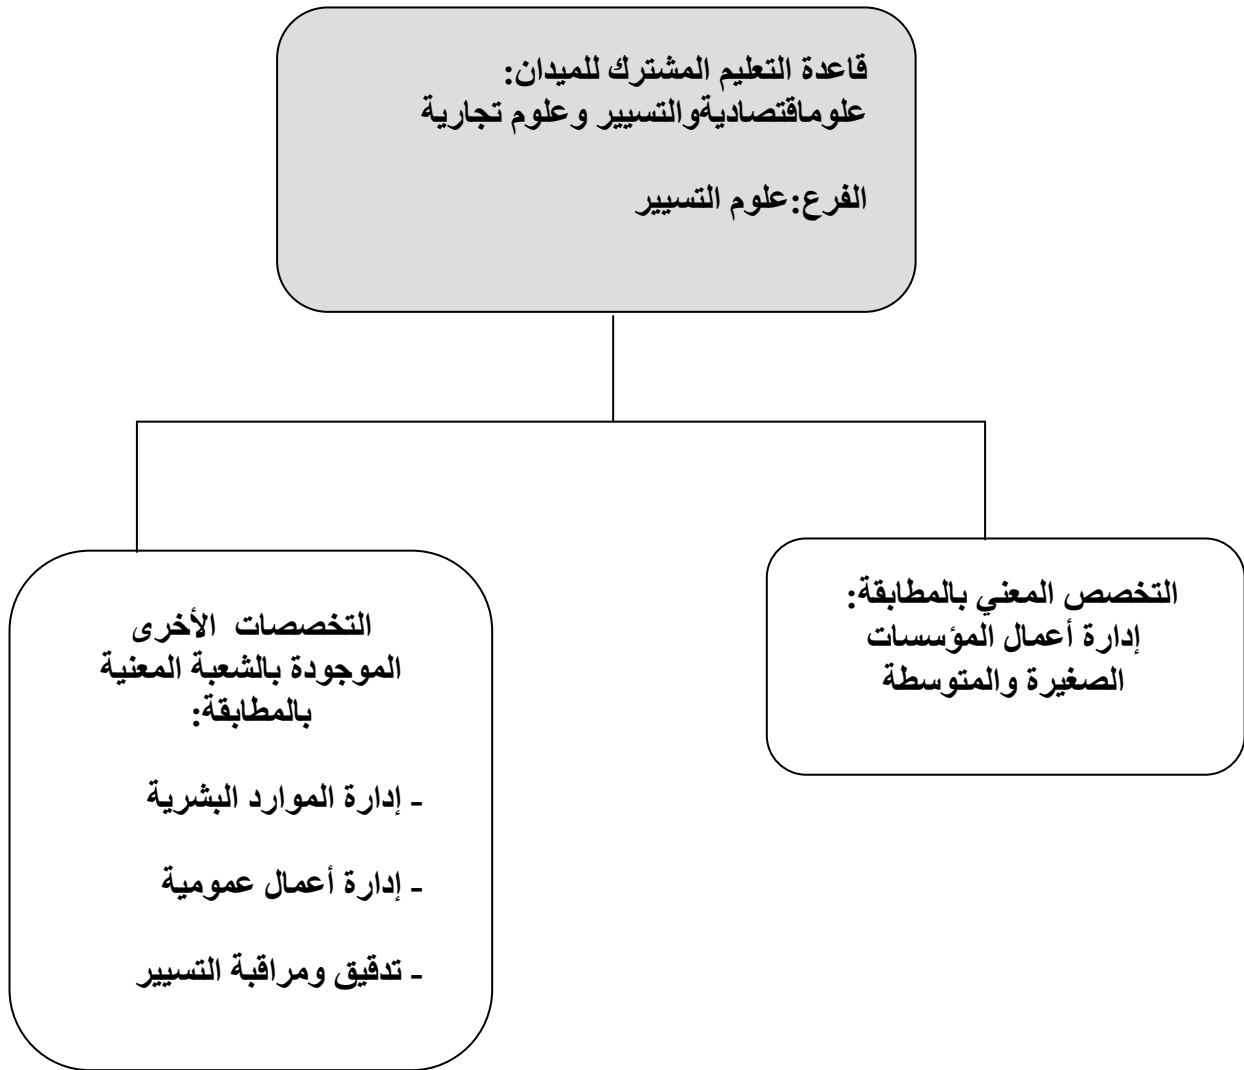 قاعدة التعليم المشترك للميدان:
علوماقتصاديةوالتسيير وعلوم تجارية
الفرع:علوم التسيير
التخصص المعني بالمطابقة:
إدارة أعمال المؤسسات
الصغيرة والمتوسطة
التخصصات الأخرى
الموجودة بالشعبة المعنية
بالمطابقة:
- إدارة الموارد البشرية
- إدارة أعمال عمومية
- تدقيق ومراقبة التسيير